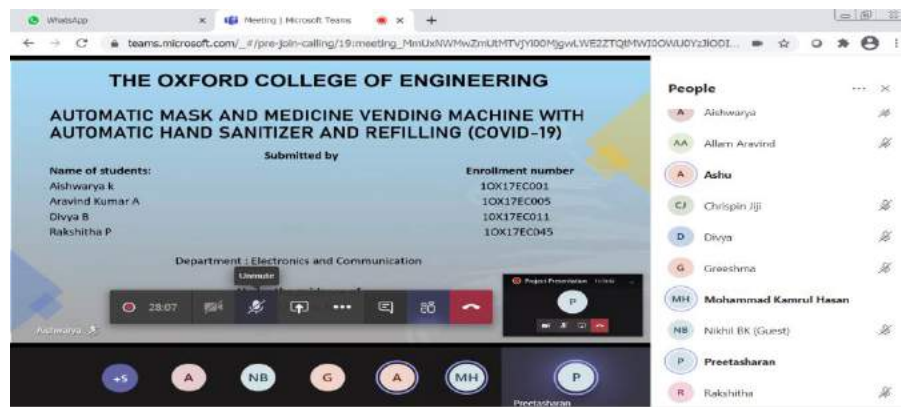 WhatsApp
Meeting | Microsoft Teams
teams.microsoft.com/_#/pre-join-calling/19:meeting_
THE OXFORD COLLEGE OF ENGINEERING
AUTOMATIC MASK AND MEDICINE VENDING MACHINE WITH
AUTOMATIC HAND SANITIZER AND REFILLING (COVID-19)
Submitted by
Name of students: Enrollment number
Aishwarya k 1OX17EC001
Aravind Kumar A 1OX17EC005
Divya B 1OX17EC011
Rakshitha P 1OX17EC045
Department : Electronics and Communication
Unmute
28:07
Project Presentation
P
Aishwarya
+5
A
NB
G
A
MH
P
Preetasharan
People
A Aishwarya
AA Allam Aravind
A Ashu
CJ Chrispin Jiji
D Divya
G Greeshma
MH Mohammad Kamrul Hasan
NB Nikhil BK (Guest)
P Preetasharan
R Rakshitha